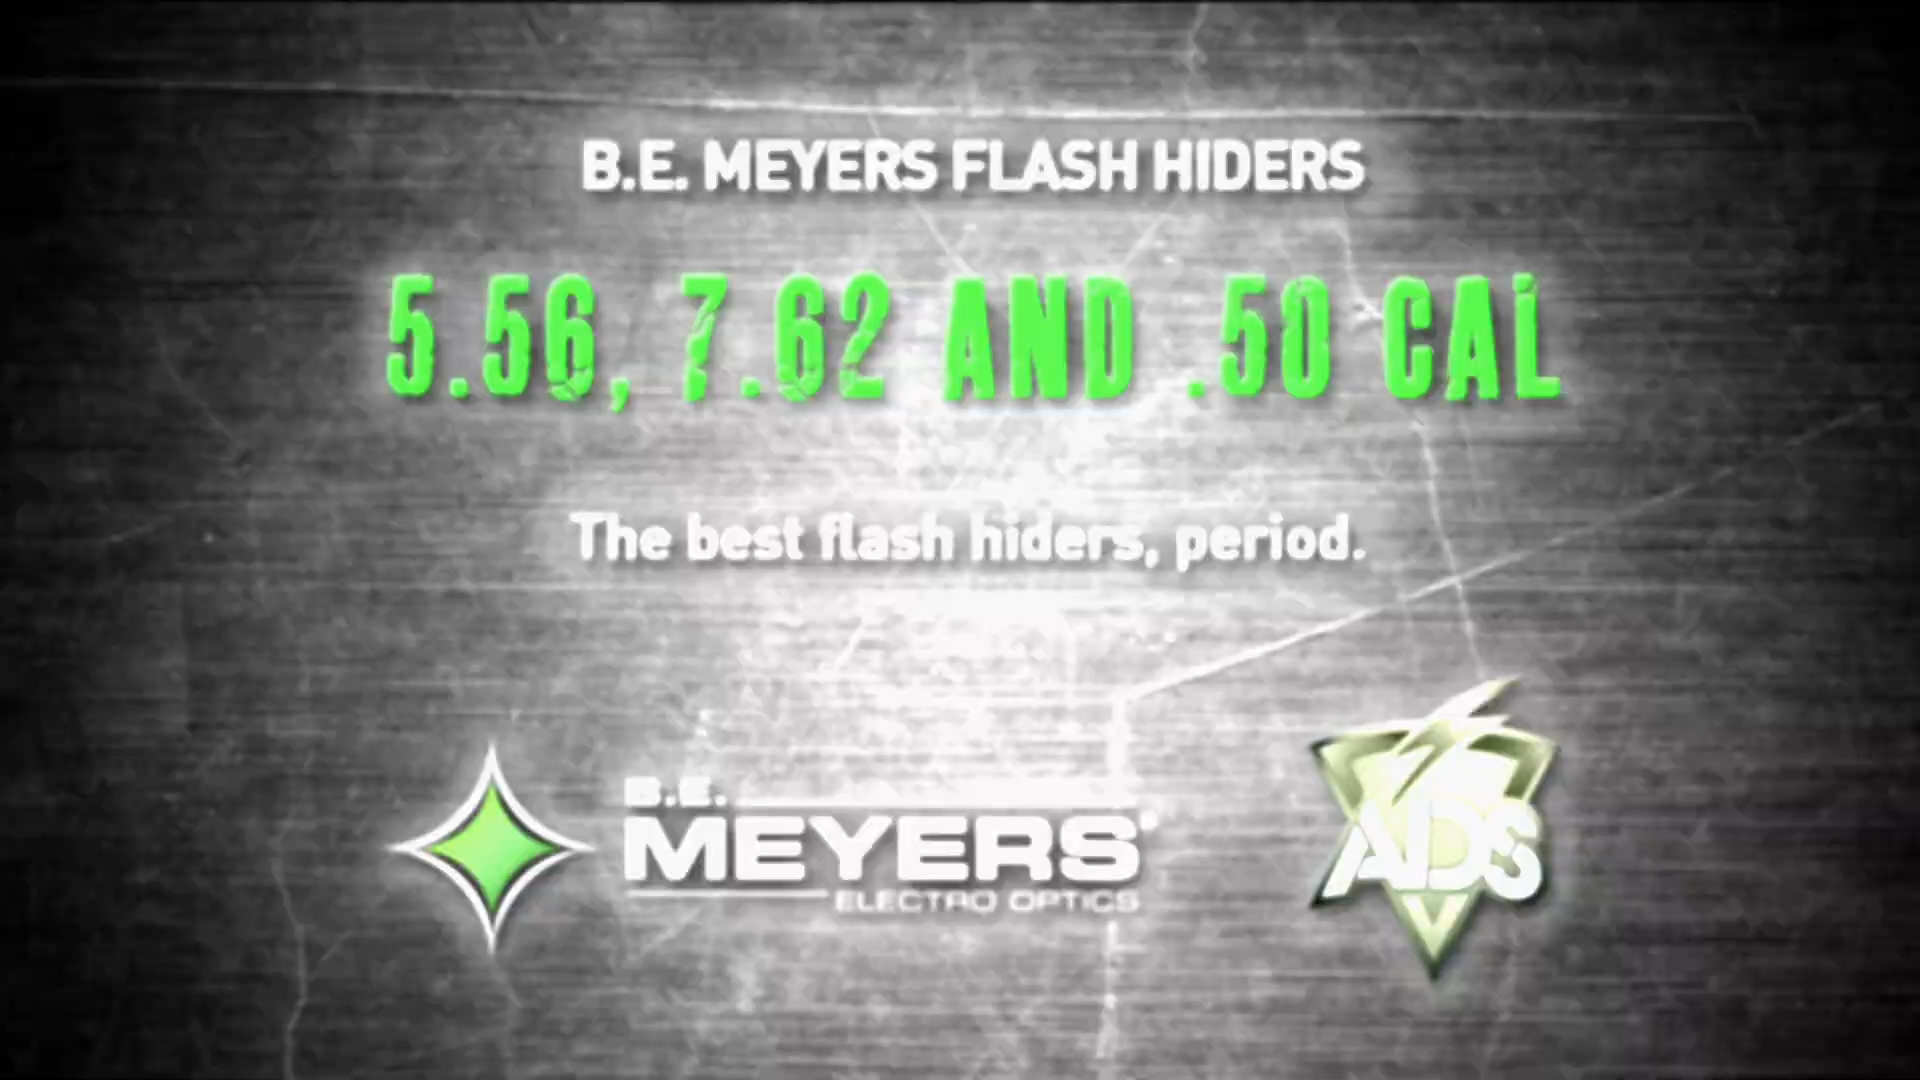 B.E. MEYERS FLASH HIDERS
5.56, 7.62 AND .50 CAL
The best flash hiders, period.
B.E.
MEYERS
ELECTRO OPTICS
ADS